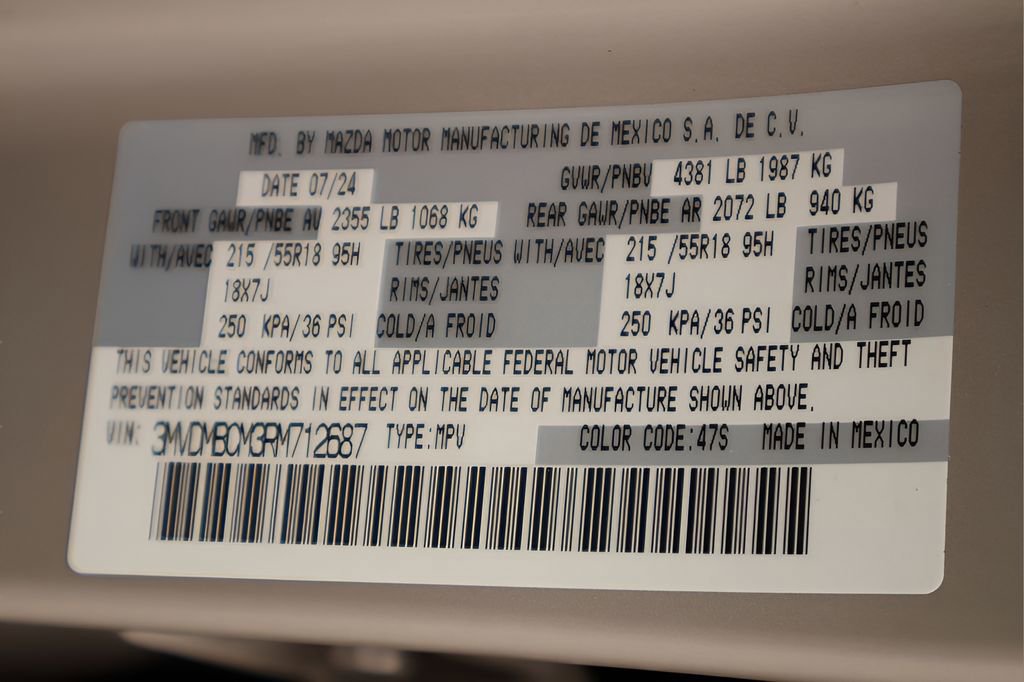 MFD. BY MAZDA MOTOR MANUFACTURING DE MEXICO S.A. DE C.V.
DATE 07/24 GVWR/PNBV 4381 LB 1987 KG
FRONT GAWR/PNBE AV 2355 LB 1068 KG REAR GAWR/PNBE AR 2072 LB 940 KG
WITH/AVEC 215 /55R18 95H TIRES/PNEUS WITH/AVEC 215 /55R18 95H TIRES/PNEUS
18X7J RIMS/JANTES 18X7J RIMS/JANTES
250 KPA/36 PSI COLD/A FROID 250 KPA/36 PSI COLD/A FROID
THIS VEHICLE CONFORMS TO ALL APPLICABLE FEDERAL MOTOR VEHICLE SAFETY AND THEFT
PREVENTION STANDARDS IN EFFECT ON THE DATE OF MANUFACTURE SHOWN ABOVE.
VIN: 3MVDMBCM3RM712687 TYPE:MPV COLOR CODE:47S MADE IN MEXICO